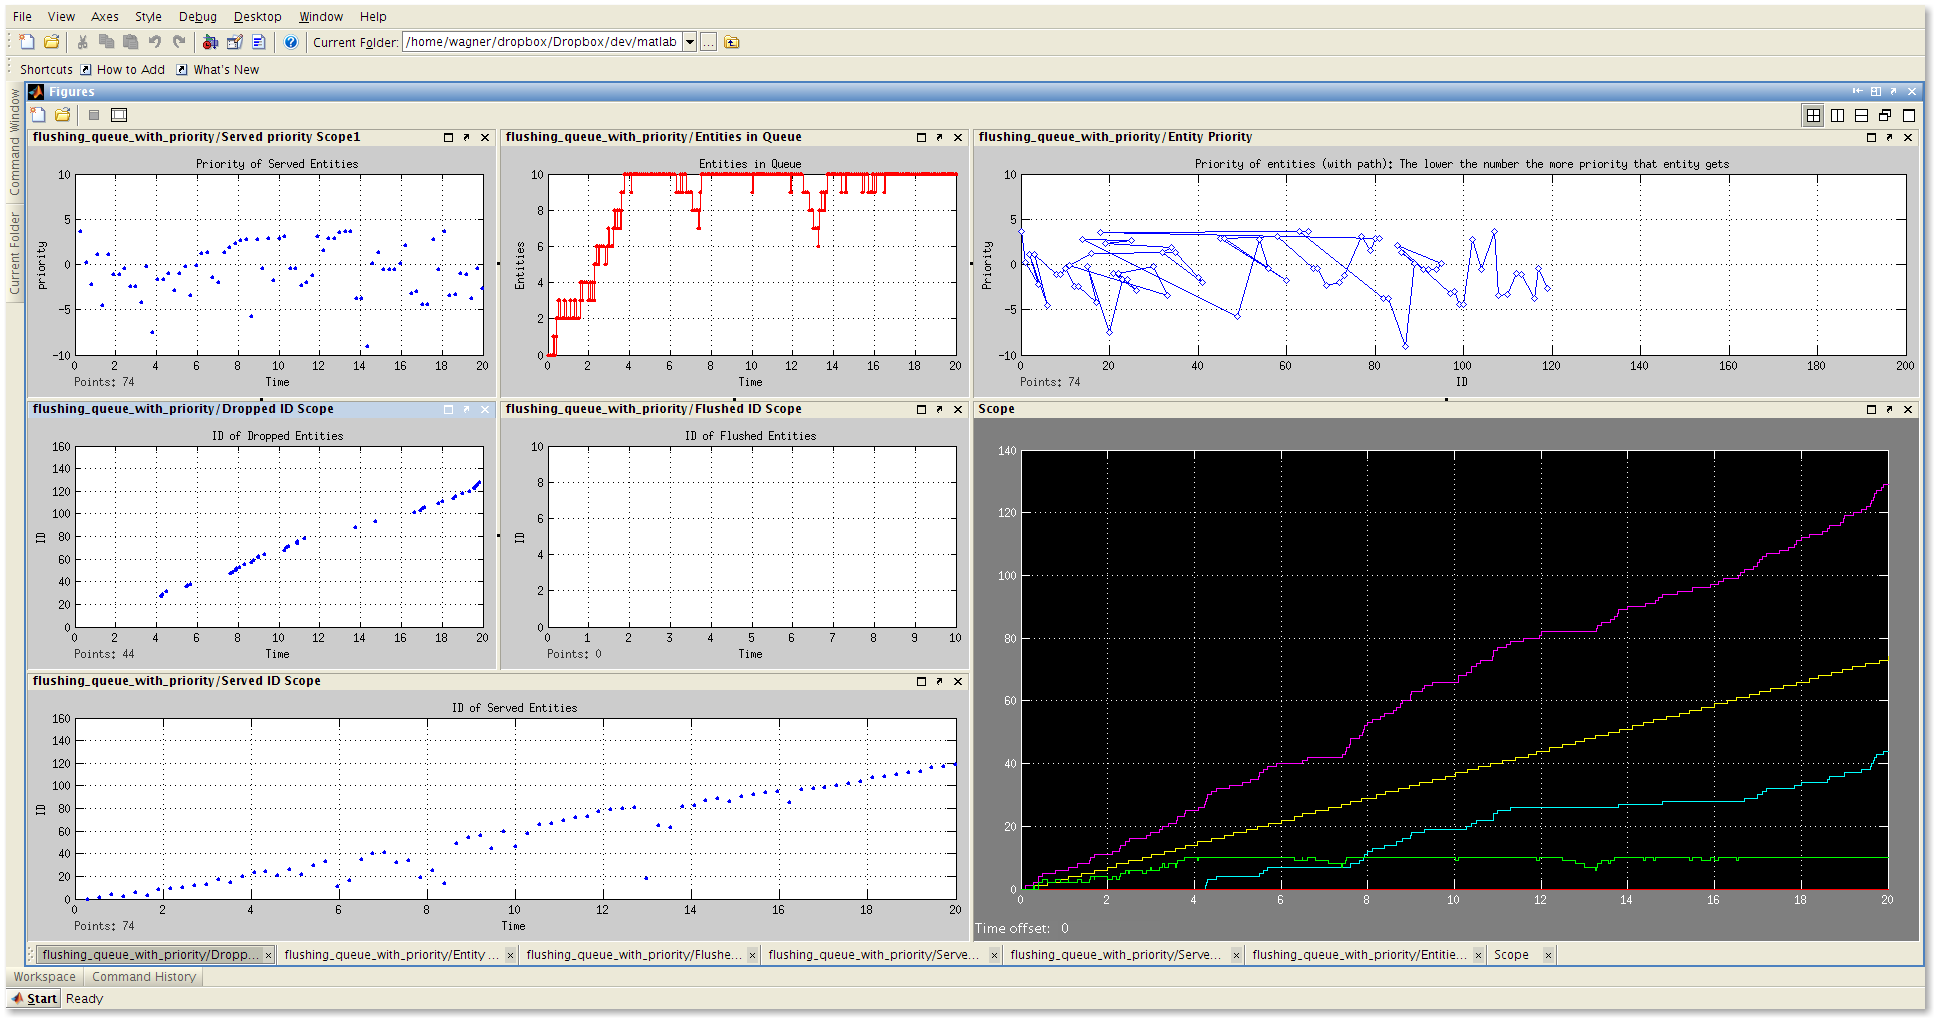 File View Axes Style Debug Desktop Window Help
Current Folder: /home/wagner/dropbox/Dropbox/dev/matlab ...
Shortcuts How to Add What's New
Command Window
Current Folder
Figures
flushing_queue_with_priority/Served priority Scope1
Priority of Served Entities
priority
10
5
0
−5
−10
0 2 4 6 8 10 12 14 16 18 20
Points: 74
Time
flushing_queue_with_priority/Entities in Queue
Entities in Queue
Entities
10
8
6
4
2
0
0 2 4 6 8 10 12 14 16 18 20
Time
flushing_queue_with_priority/Entity Priority
Priority of entities (with path): The lower the number the more priority that entity gets
Priority
10
5
0
−5
−10
0 20 40 60 80 100 120 140 160 180 200
Points: 74
ID
flushing_queue_with_priority/Dropped ID Scope
ID of Dropped Entities
ID
160
140
120
100
80
60
40
20
0
0 2 4 6 8 10 12 14 16 18 20
Points: 44
Time
flushing_queue_with_priority/Flushed ID Scope
ID of Flushed Entities
ID
10
8
6
4
2
0
0 1 2 3 4 5 6 7 8 9 10
Points: 0
Time
Scope
140
120
100
80
60
40
20
0
0 2 4 6 8 10 12 14 16 18 20
Time offset: 0
flushing_queue_with_priority/Served ID Scope
ID of Served Entities
ID
160
140
120
100
80
60
40
20
0
0 2 4 6 8 10 12 14 16 18 20
Points: 74
Time
flushing_queue_with_priority/Dropp... flushing_queue_with_priority/Entity ... flushing_queue_with_priority/Flushe... flushing_queue_with_priority/Serve... flushing_queue_with_priority/Serve... flushing_queue_with_priority/Entitie... Scope
Workspace Command History
Start Ready